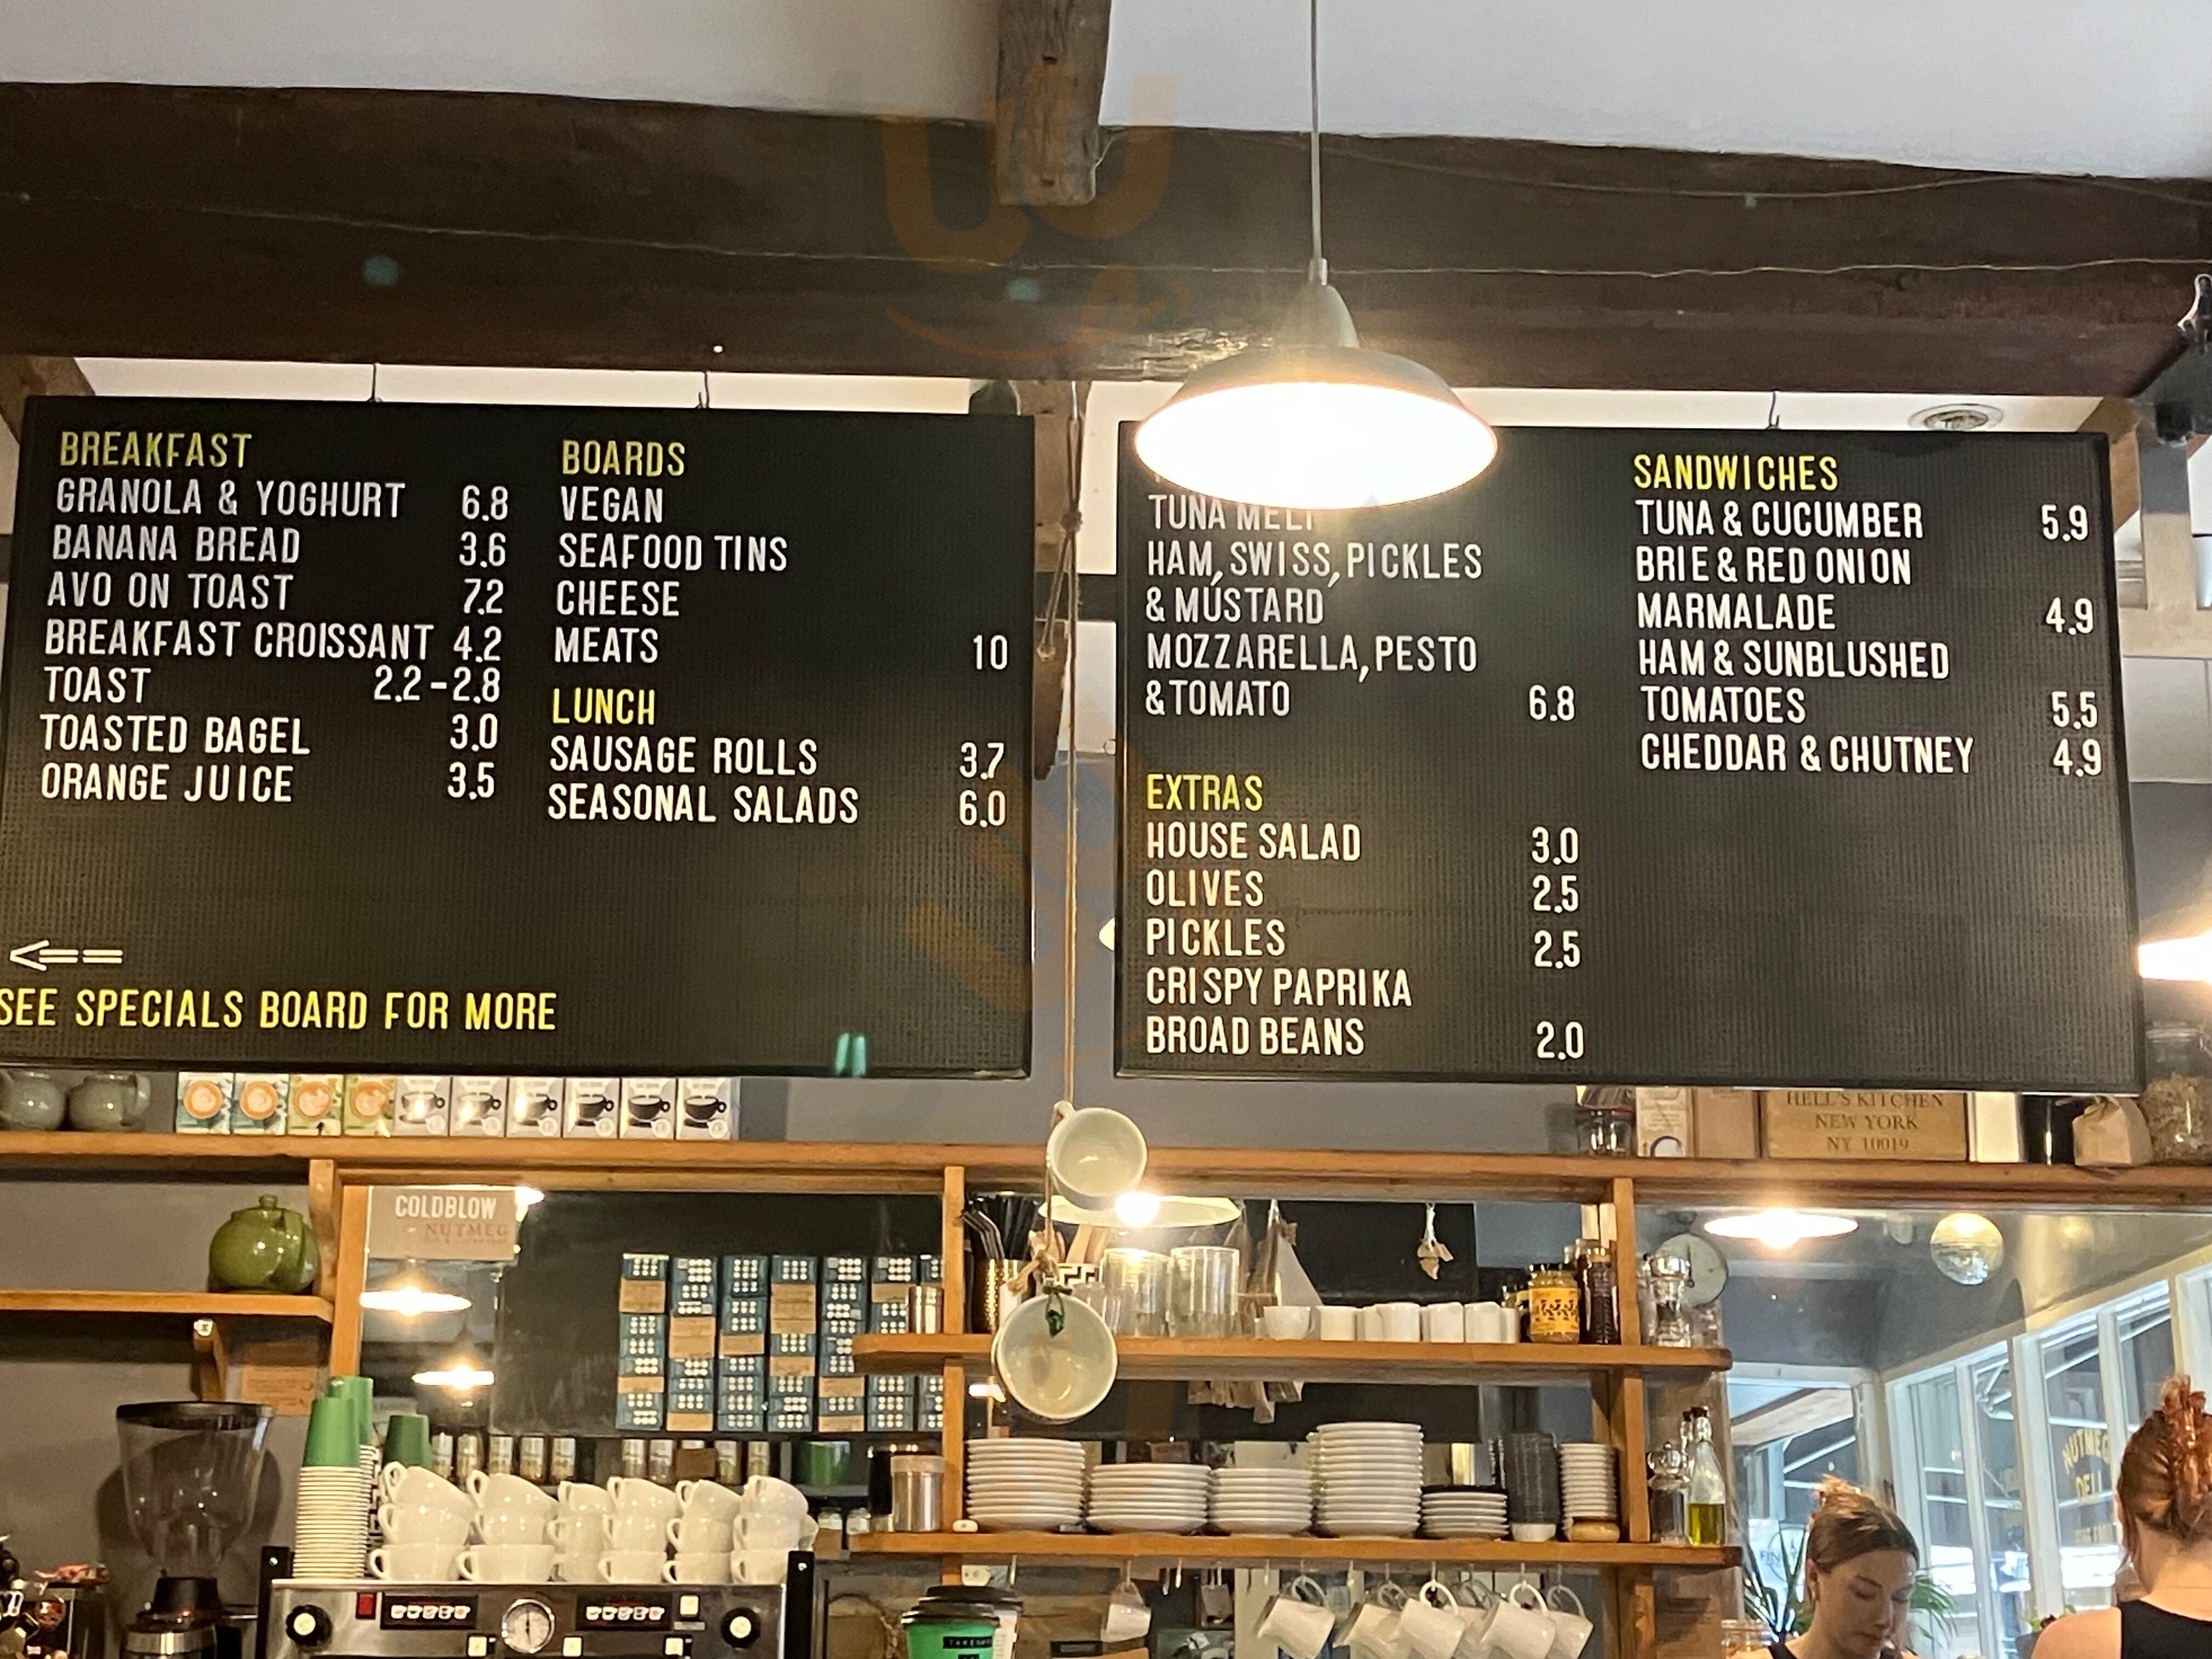 BREAKFAST
GRANOLA & YOGHURT 6.8
BANANA BREAD 3.6
AVO ON TOAST 7.2
BREAKFAST CROISSANT 4.2
TOAST 2.2-2.8
TOASTED BAGEL 3.0
ORANGE JUICE 3.5
<==
SEE SPECIALS BOARD FOR MORE
BOARDS
VEGAN
SEAFOOD TINS
CHEESE
MEATS 10
LUNCH
SAUSAGE ROLLS 3.7
SEASONAL SALADS 6.0
TUNA MELT
HAM, SWISS, PICKLES
& MUSTARD
MOZZARELLA, PESTO
& TOMATO 6.8
EXTRAS
HOUSE SALAD 3.0
OLIVES 2.5
PICKLES 2.5
CRISPY PAPRIKA
BROAD BEANS 2.0
SANDWICHES
TUNA & CUCUMBER 5.9
BRIE & RED ONION
MARMALADE 4.9
HAM & SUNBLUSHED
TOMATOES 5.5
CHEDDAR & CHUTNEY 4.9
HELL'S KITCHEN
NEW YORK
NY 10019
COLDBLOW
NUTMEG
NUTMEG
DELI